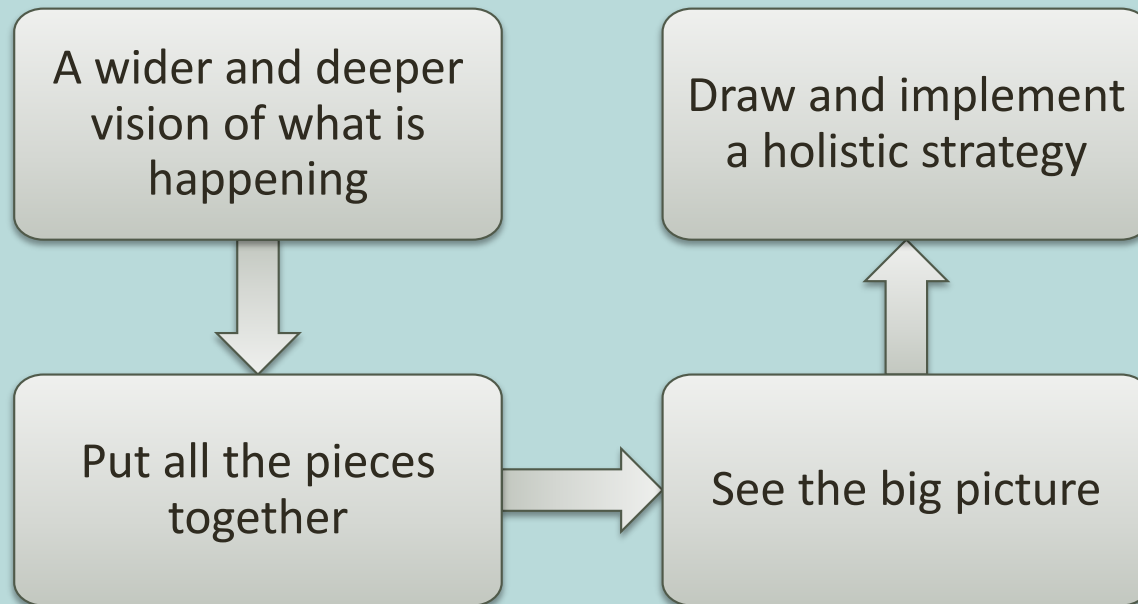 A wider and deeper
vision of what is
happening
Put all the pieces
together
See the big picture
Draw and implement
a holistic strategy